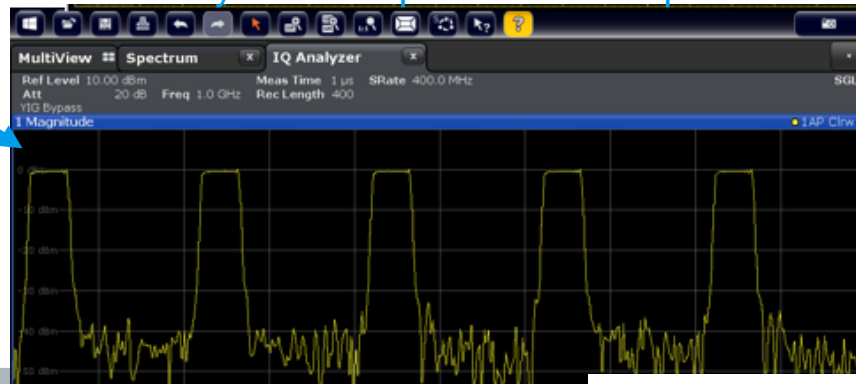 MultiView Spectrum x IQ Analyzer x
Ref Level 10.00 dBm Meas Time 1 µs SRate 400.0 MHz SGL
Att 20 dB Freq 1.0 GHz Rec Length 400
YIG Bypass
1 Magnitude 1AP Clrw
0 dBm
-10 dBm
-20 dBm
-30 dBm
-40 dBm
-50 dBm